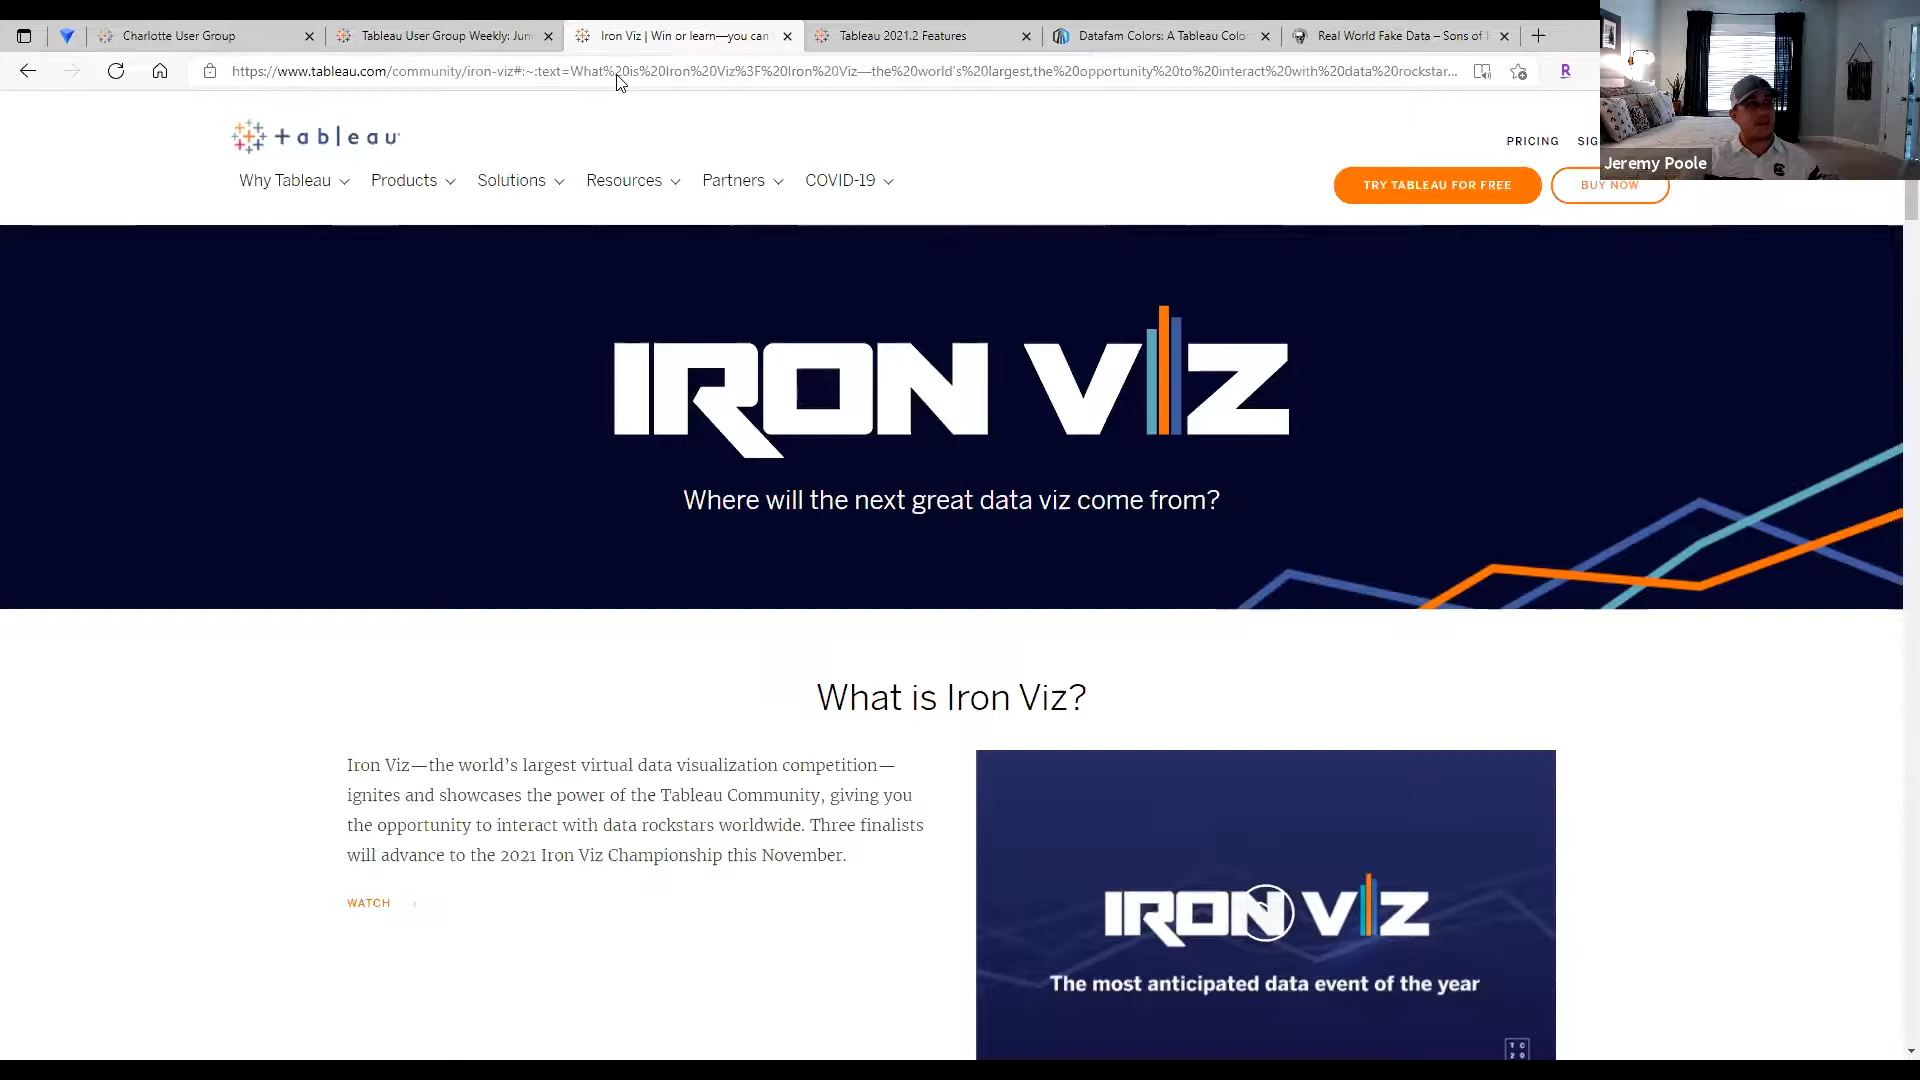 Charlotte User Group
Tableau User Group Weekly: Jun
Iron Viz | Win or learn—you can
Tableau 2021.2 Features
Datafam Colors: A Tableau Colo
Real World Fake Data – Sons of
https://www.tableau.com/community/iron-viz#:~:text=What%20is%20Iron%20Viz%3F%20Iron%20Viz—the%20world's%20largest,the%20opportunity%20to%20interact%20with%20data%20rockstar...
R
Jeremy Poole
+ableau
PRICING SIG
Why Tableau Products Solutions Resources Partners COVID-19
TRY TABLEAU FOR FREE
BUY NOW
IRON VIZ
Where will the next great data viz come from?
What is Iron Viz?
Iron Viz—the world's largest virtual data visualization competition—
ignites and showcases the power of the Tableau Community, giving you
the opportunity to interact with data rockstars worldwide. Three finalists
will advance to the 2021 Iron Viz Championship this November.
WATCH
IRON VIZ
The most anticipated data event of the year
TC
20